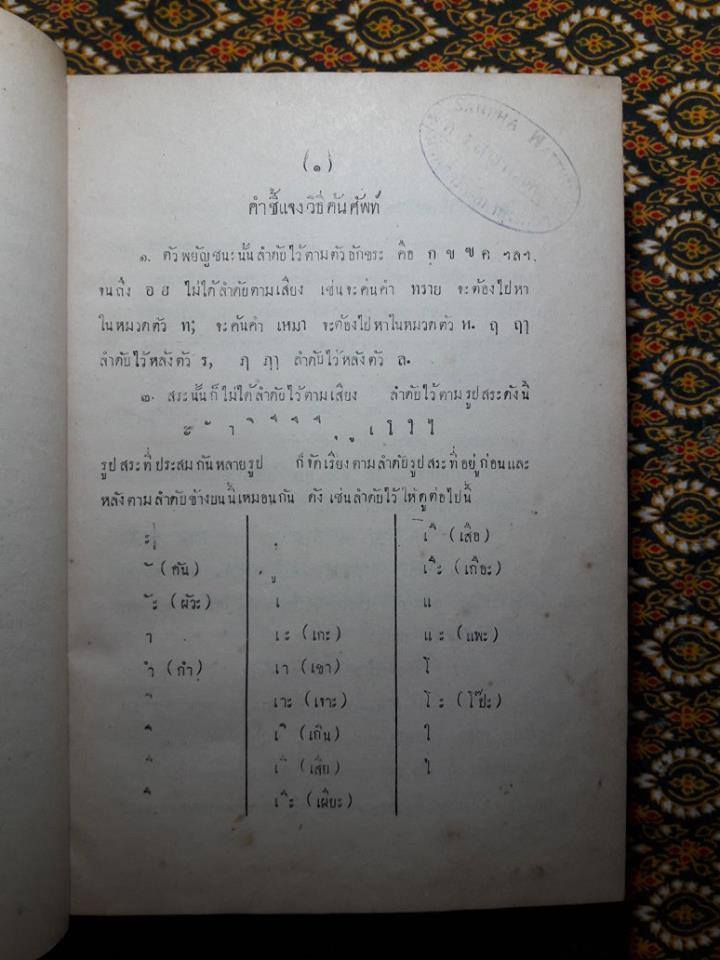 (๑)
คำชี้แจงวิธีค้นศัพท์
SANPHA
๑. ตัวพยัญชนะนั้นลำดับไว้ตามตัวอักษระ คือ ก ข ฃ ค ฯลฯ.
จนถึง อ ฮ ไม่ได้ลำดับตามเสียง เช่นจะค้นคำ ทราย จะต้องไปหา
ในหมวดตัว ท; จะค้นคำ เหมา จะต้องไปหาในหมวดตัว ห. ฤ ฤๅ
ลำดับไว้หลังตัว ร, ฦ ฦๅ ลำดับไว้หลังตัว ล.
๒. สระนั้นก็ไม่ได้ลำดับไว้ตามเสียง ลำดับไว้ตามรูปสระดังนี้
ะ ั า ิ ี ึ ื ุ ู เ โ ใ ไ
รูปสระที่ประสมกันหลายรูป ก็จัดเรียงตามลำดับรูปสระที่อยู่ก่อนและ
หลังตามลำดับข้างบนนี้เหมือนกัน ดังเช่นลำดับไว้ให้ดูต่อไปนี้
ะ
ั (คัน)
ัะ (ผัวะ)
า
ำ (กำ)
ิ
ี
ึ
ื
ุ
ู
เ
เะ (เกะ)
เา (เขา)
เาะ (เจาะ)
เิ (เกิน)
เี (เสีย)
เีะ (เผียะ)
เื (เสือ)
เืะ (เกือะ)
แ
แะ (แพะ)
โ
โะ (โป๊ะ)
ใ
ไ